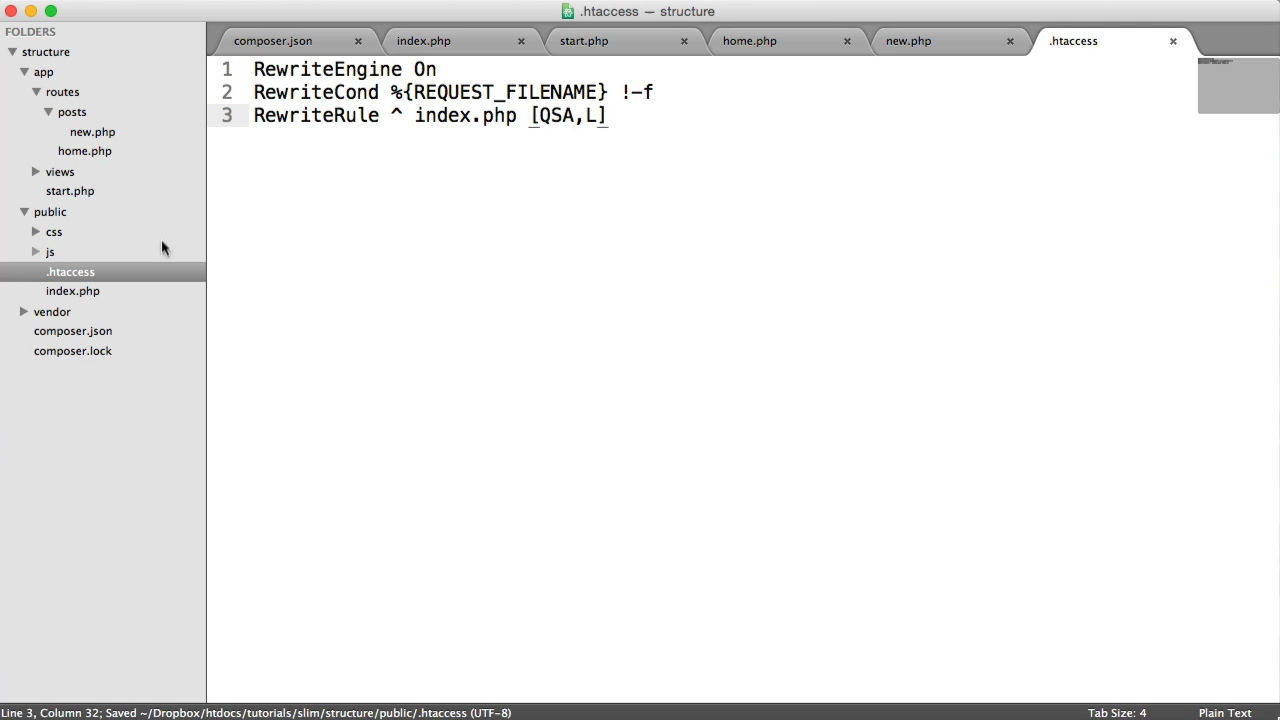 .htaccess — structure
FOLDERS
structure
app
routes
posts
new.php
home.php
views
start.php
public
css
js
.htaccess
index.php
vendor
composer.json
composer.lock
composer.json × index.php × start.php × home.php × new.php × .htaccess ×
1 RewriteEngine On
2 RewriteCond %{REQUEST_FILENAME} !-f
3 RewriteRule ^ index.php [QSA,L]
Line 3, Column 32; Saved ~/Dropbox/htdocs/tutorials/slim/structure/public/.htaccess (UTF-8) Tab Size: 4 Plain Text